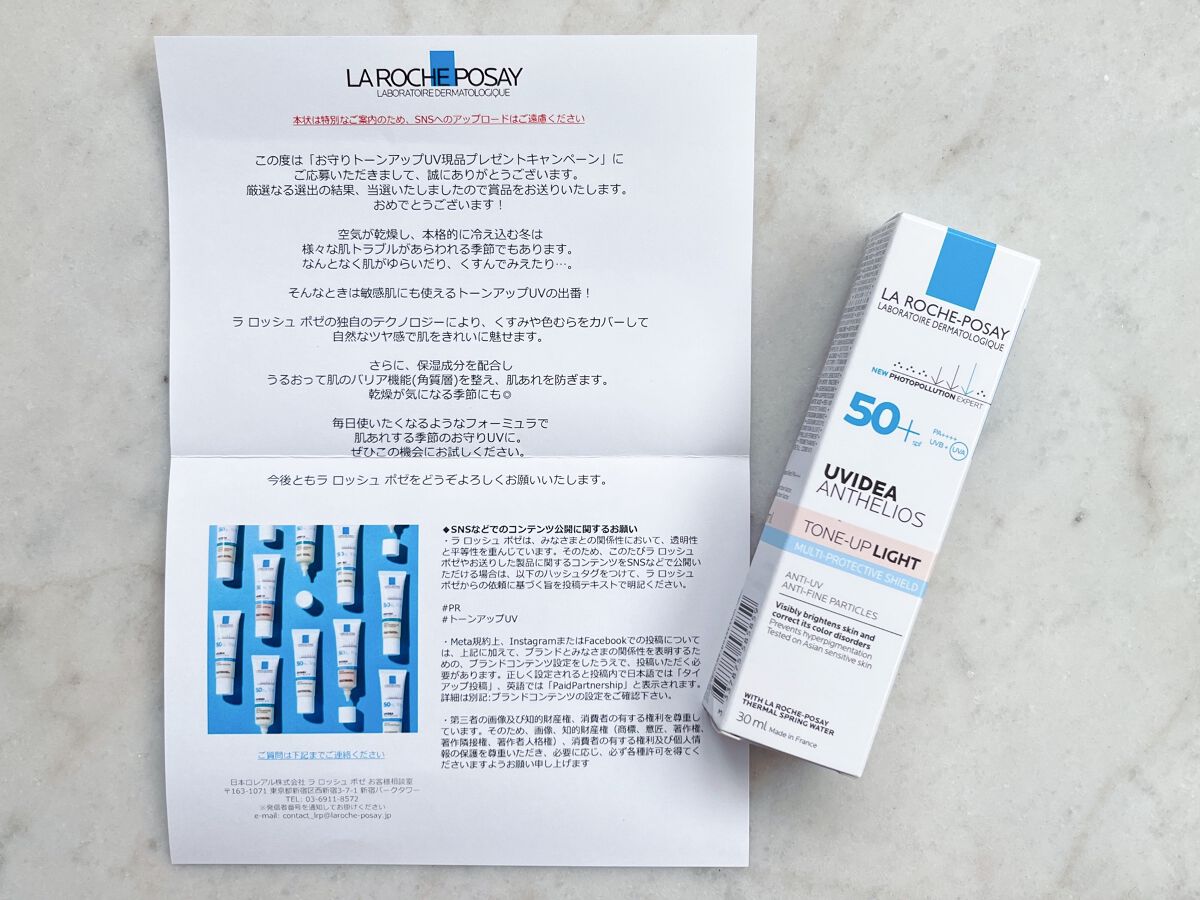 LA ROCHE POSAY
LABORATOIRE DERMATOLOGIQUE
本状は特別なご案内のため、SNSへのアップロードはご遠慮ください
この度は「お守りトーンアップUV現品プレゼントキャンペーン」に
ご応募いただきまして、誠にありがとうございます。
厳選なる選出の結果、当選いたしましたので賞品をお送りいたします。
おめでとうございます！
空気が乾燥し、本格的に冷え込む冬は
様々な肌トラブルがあらわれる季節でもあります。
なんとなく肌がゆらいだり、くすんでみえたり…。
そんなときは敏感肌にも使えるトーンアップUVの出番！
ラ ロッシュ ポゼの独自のテクノロジーにより、くすみや色むらをカバーして
自然なツヤ感で肌をきれいに魅せます。
さらに、保湿成分を配合し
うるおって肌のバリア機能(角質層)を整え、肌あれを防ぎます。
乾燥が気になる季節にも◎
毎日使いたくなるようなフォーミュラで
肌あれする季節のお守りUVに。
ぜひこの機会にお試しください。
今後ともラ ロッシュ ポゼをどうぞよろしくお願いいたします。
◆SNSなどでのコンテンツ公開に関するお願い
・ラ ロッシュ ポゼは、みなさまとの関係性において、透明性
と平等性を重んじています。そのため、このたびラ ロッシュ
ポゼやお送りした製品に関するコンテンツをSNSなどで公開い
ただける場合は、以下のハッシュタグをつけて、ラ ロッシュ
ポゼからの依頼に基づく旨を投稿テキストで明記ください。
#PR
#トーンアップUV
・Meta規約上、InstagramまたはFacebookでの投稿について
は、上記に加えて、ブランドとみなさまの関係性を表明するた
めの、ブランドコンテンツ設定をしたうえで、投稿いただく必
要があります。正しく設定されると投稿内で日本語では「タイ
アップ投稿」、英語では「PaidPartnership」と表示されます。
詳細は別記:ブランドコンテンツの設定をご確認下さい。
・第三者の画像及び知的財産権、消費者の有する権利を尊重し
ています。そのため、画像、知的財産権（商標、意匠、著作権、
著作隣接権、著作者人格権）、消費者の有する権利及び個人情
報の保護を尊重いただき、必要に応じ、必ず各種許可を得てく
ださいますようお願い申し上げます
ご質問は下記までご連絡ください
日本ロレアル株式会社 ラ ロッシュ ポゼ お客様相談室
〒163-1071 東京都新宿区西新宿3-7-1 新宿パークタワー
TEL: 03-6911-8572
※発信者番号を通知してお掛けください
e-mail: contact_lrp@laroche-posay.jp
LA ROCHE-POSAY
LABORATOIRE DERMATOLOGIQUE
NEW PHOTOPOLLUTION EXPERT
50+ spf
PA++++
UVB + UVA
UVIDEA
ANTHELIOS
TONE-UP LIGHT
MULTI-PROTECTIVE SHIELD
ANTI-UV
ANTI-FINE PARTICLES
Visibly brightens skin and
correct its color disorders
Prevents hyperpigmentation
Tested on Asian sensitive skin
WITH LA ROCHE-POSAY
THERMAL SPRING WATER
30 ml Made in France